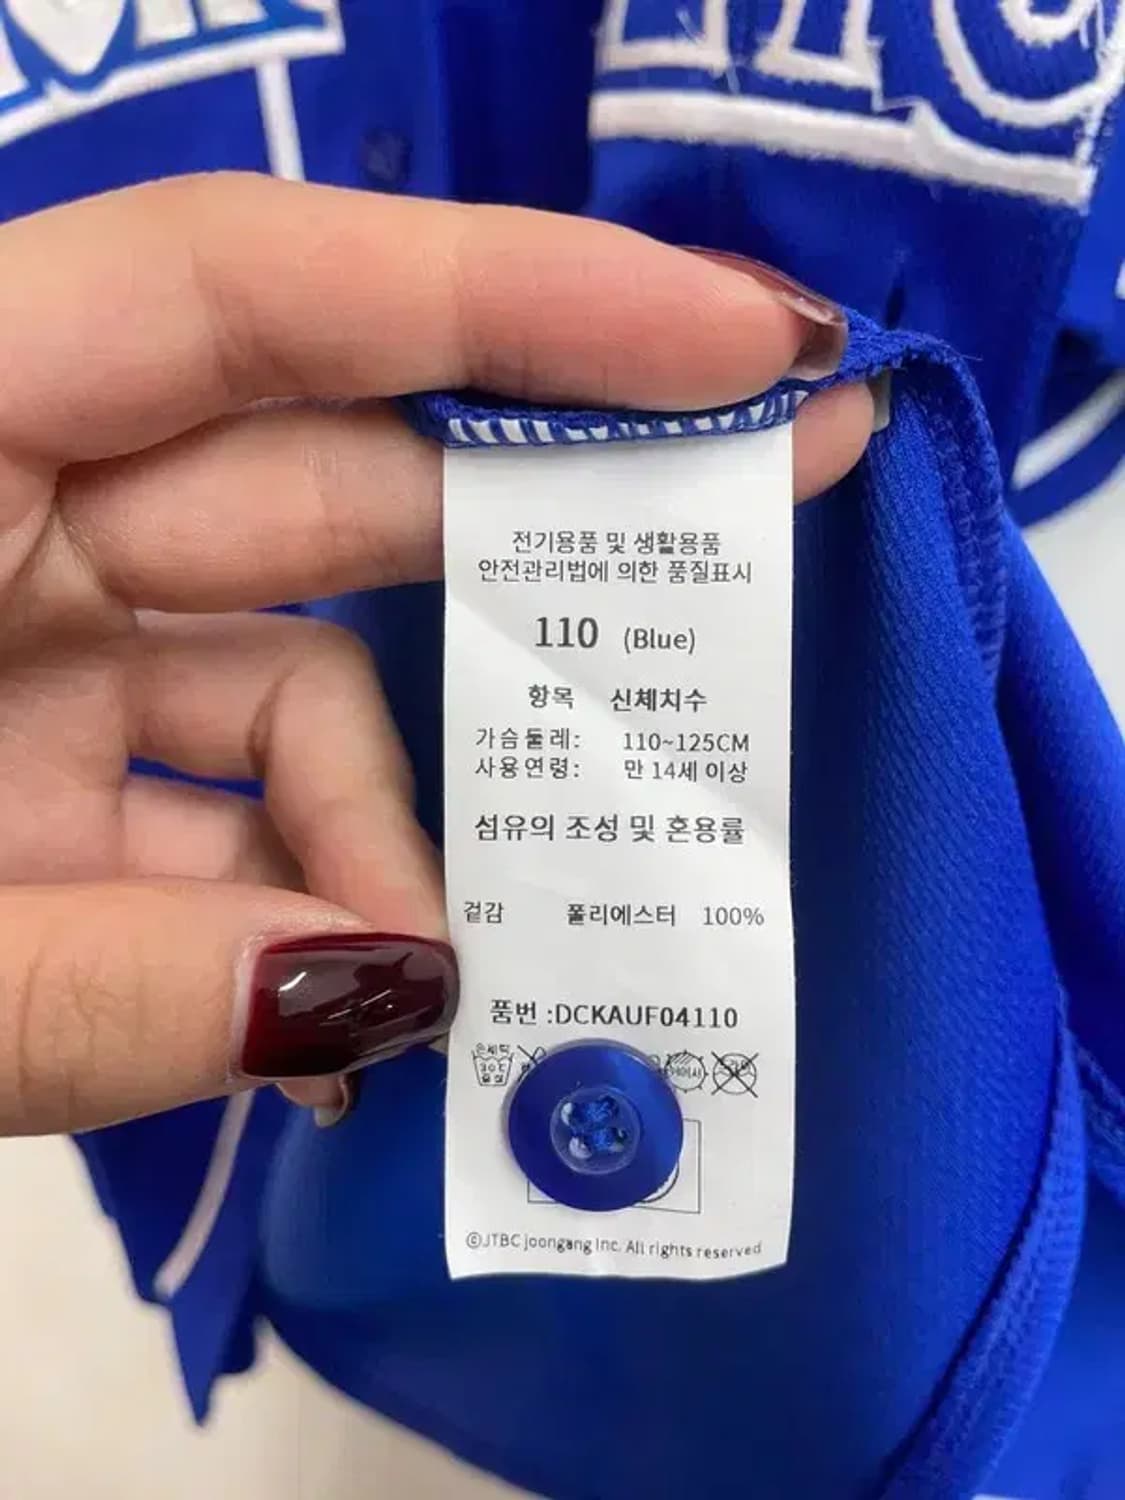 전기용품 및 생활용품
안전관리법에 의한 품질표시
110 (Blue)
항목 신체치수
가슴둘레: 110~125CM
사용연령: 만 14세 이상
섬유의 조성 및 혼용률
겉감 폴리에스터 100%
품번 :DCKAUF04110
30℃
ⓒJTBC joongang Inc. All rights reserved